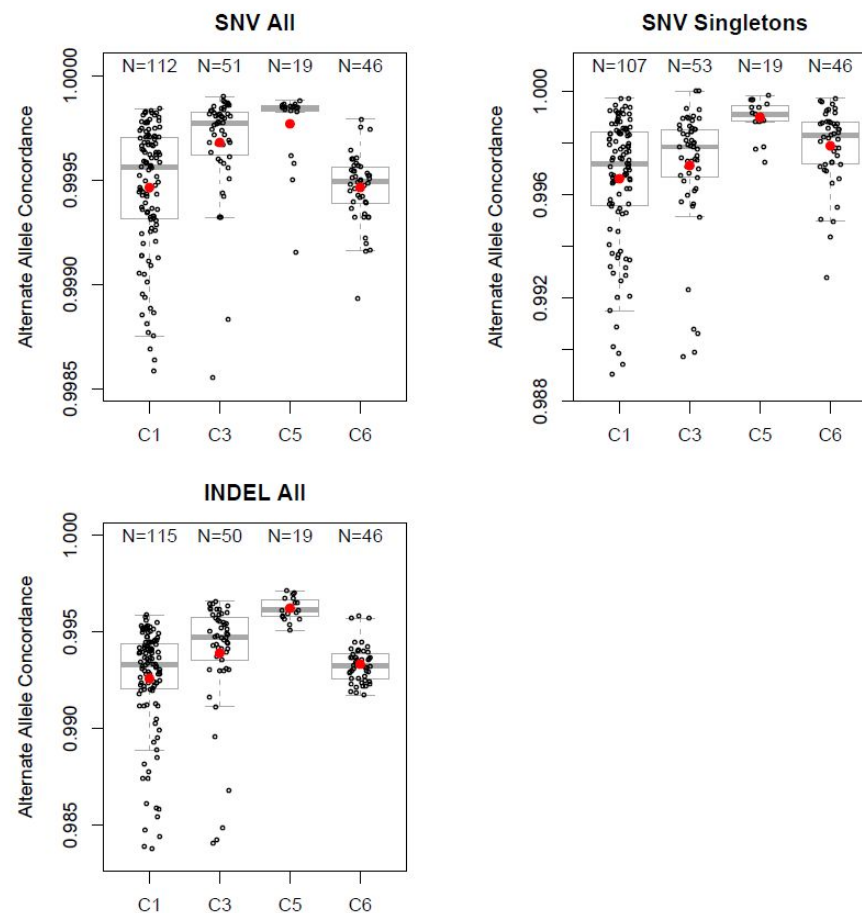 SNV All
N=112 N=51 N=19 N=46
Alternate Allele Concordance
1.0000
0.9995
0.9990
0.9985
C1 C3 C5 C6
SNV Singletons
N=107 N=53 N=19 N=46
Alternate Allele Concordance
1.000
0.996
0.992
0.988
C1 C3 C5 C6
INDEL All
N=115 N=50 N=19 N=46
Alternate Allele Concordance
1.000
0.995
0.990
0.985
C1 C3 C5 C6